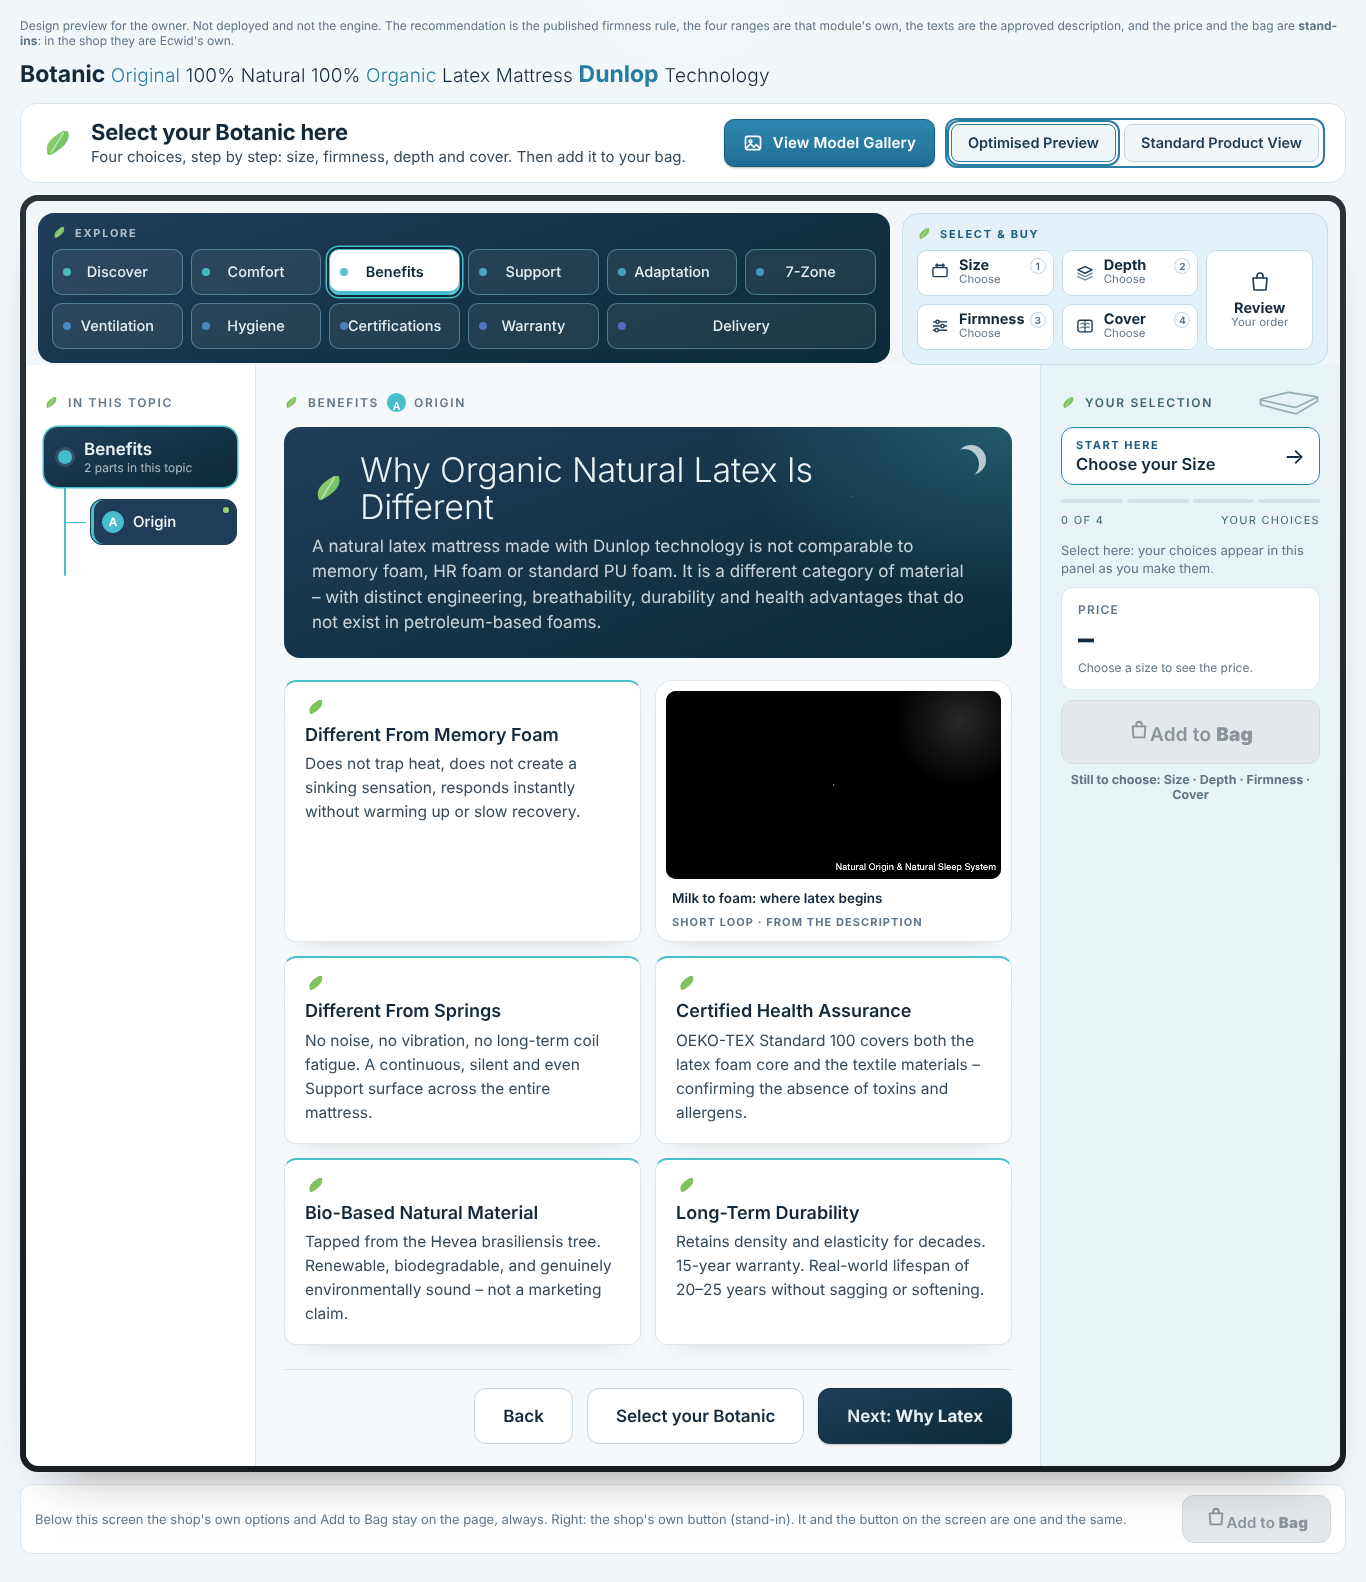 Design preview for the owner. Not deployed and not the engine. The recommendation is the published firmness rule, the four ranges are that module's own, the texts are the approved description, and the price and the bag are stand-
ins: in the shop they are Ecwid's own.
Botanic Original 100% Natural 100% Organic Latex Mattress Dunlop Technology
Select your Botanic here
Four choices, step by step: size, firmness, depth and cover. Then add it to your bag.
View Model Gallery
Optimised Preview
Standard Product View
EXPLORE
Discover
Comfort
Benefits
Support
Adaptation
7-Zone
Ventilation
Hygiene
Certifications
Warranty
Delivery
SELECT & BUY
Size
1
Choose
Depth
2
Choose
Firmness
3
Choose
Cover
4
Choose
Review
Your order
IN THIS TOPIC
Benefits
2 parts in this topic
A Origin
BENEFITS A ORIGIN
Why Organic Natural Latex Is
Different
A natural latex mattress made with Dunlop technology is not comparable to
memory foam, HR foam or standard PU foam. It is a different category of material
– with distinct engineering, breathability, durability and health advantages that do
not exist in petroleum-based foams.
Different From Memory Foam
Does not trap heat, does not create a
sinking sensation, responds instantly
without warming up or slow recovery.
Natural Origin & Natural Sleep System
Milk to foam: where latex begins
SHORT LOOP · FROM THE DESCRIPTION
Different From Springs
No noise, no vibration, no long-term coil
fatigue. A continuous, silent and even
Support surface across the entire
mattress.
Certified Health Assurance
OEKO-TEX Standard 100 covers both the
latex foam core and the textile materials –
confirming the absence of toxins and
allergens.
Bio-Based Natural Material
Tapped from the Hevea brasiliensis tree.
Renewable, biodegradable, and genuinely
environmentally sound – not a marketing
claim.
Long-Term Durability
Retains density and elasticity for decades.
15-year warranty. Real-world lifespan of
20–25 years without sagging or softening.
Back
Select your Botanic
Next: Why Latex
YOUR SELECTION
START HERE
Choose your Size
0 OF 4
YOUR CHOICES
Select here: your choices appear in this
panel as you make them.
PRICE
–
Choose a size to see the price.
Add to Bag
Still to choose: Size · Depth · Firmness ·
Cover
Below this screen the shop's own options and Add to Bag stay on the page, always. Right: the shop's own button (stand-in). It and the button on the screen are one and the same.
Add to Bag